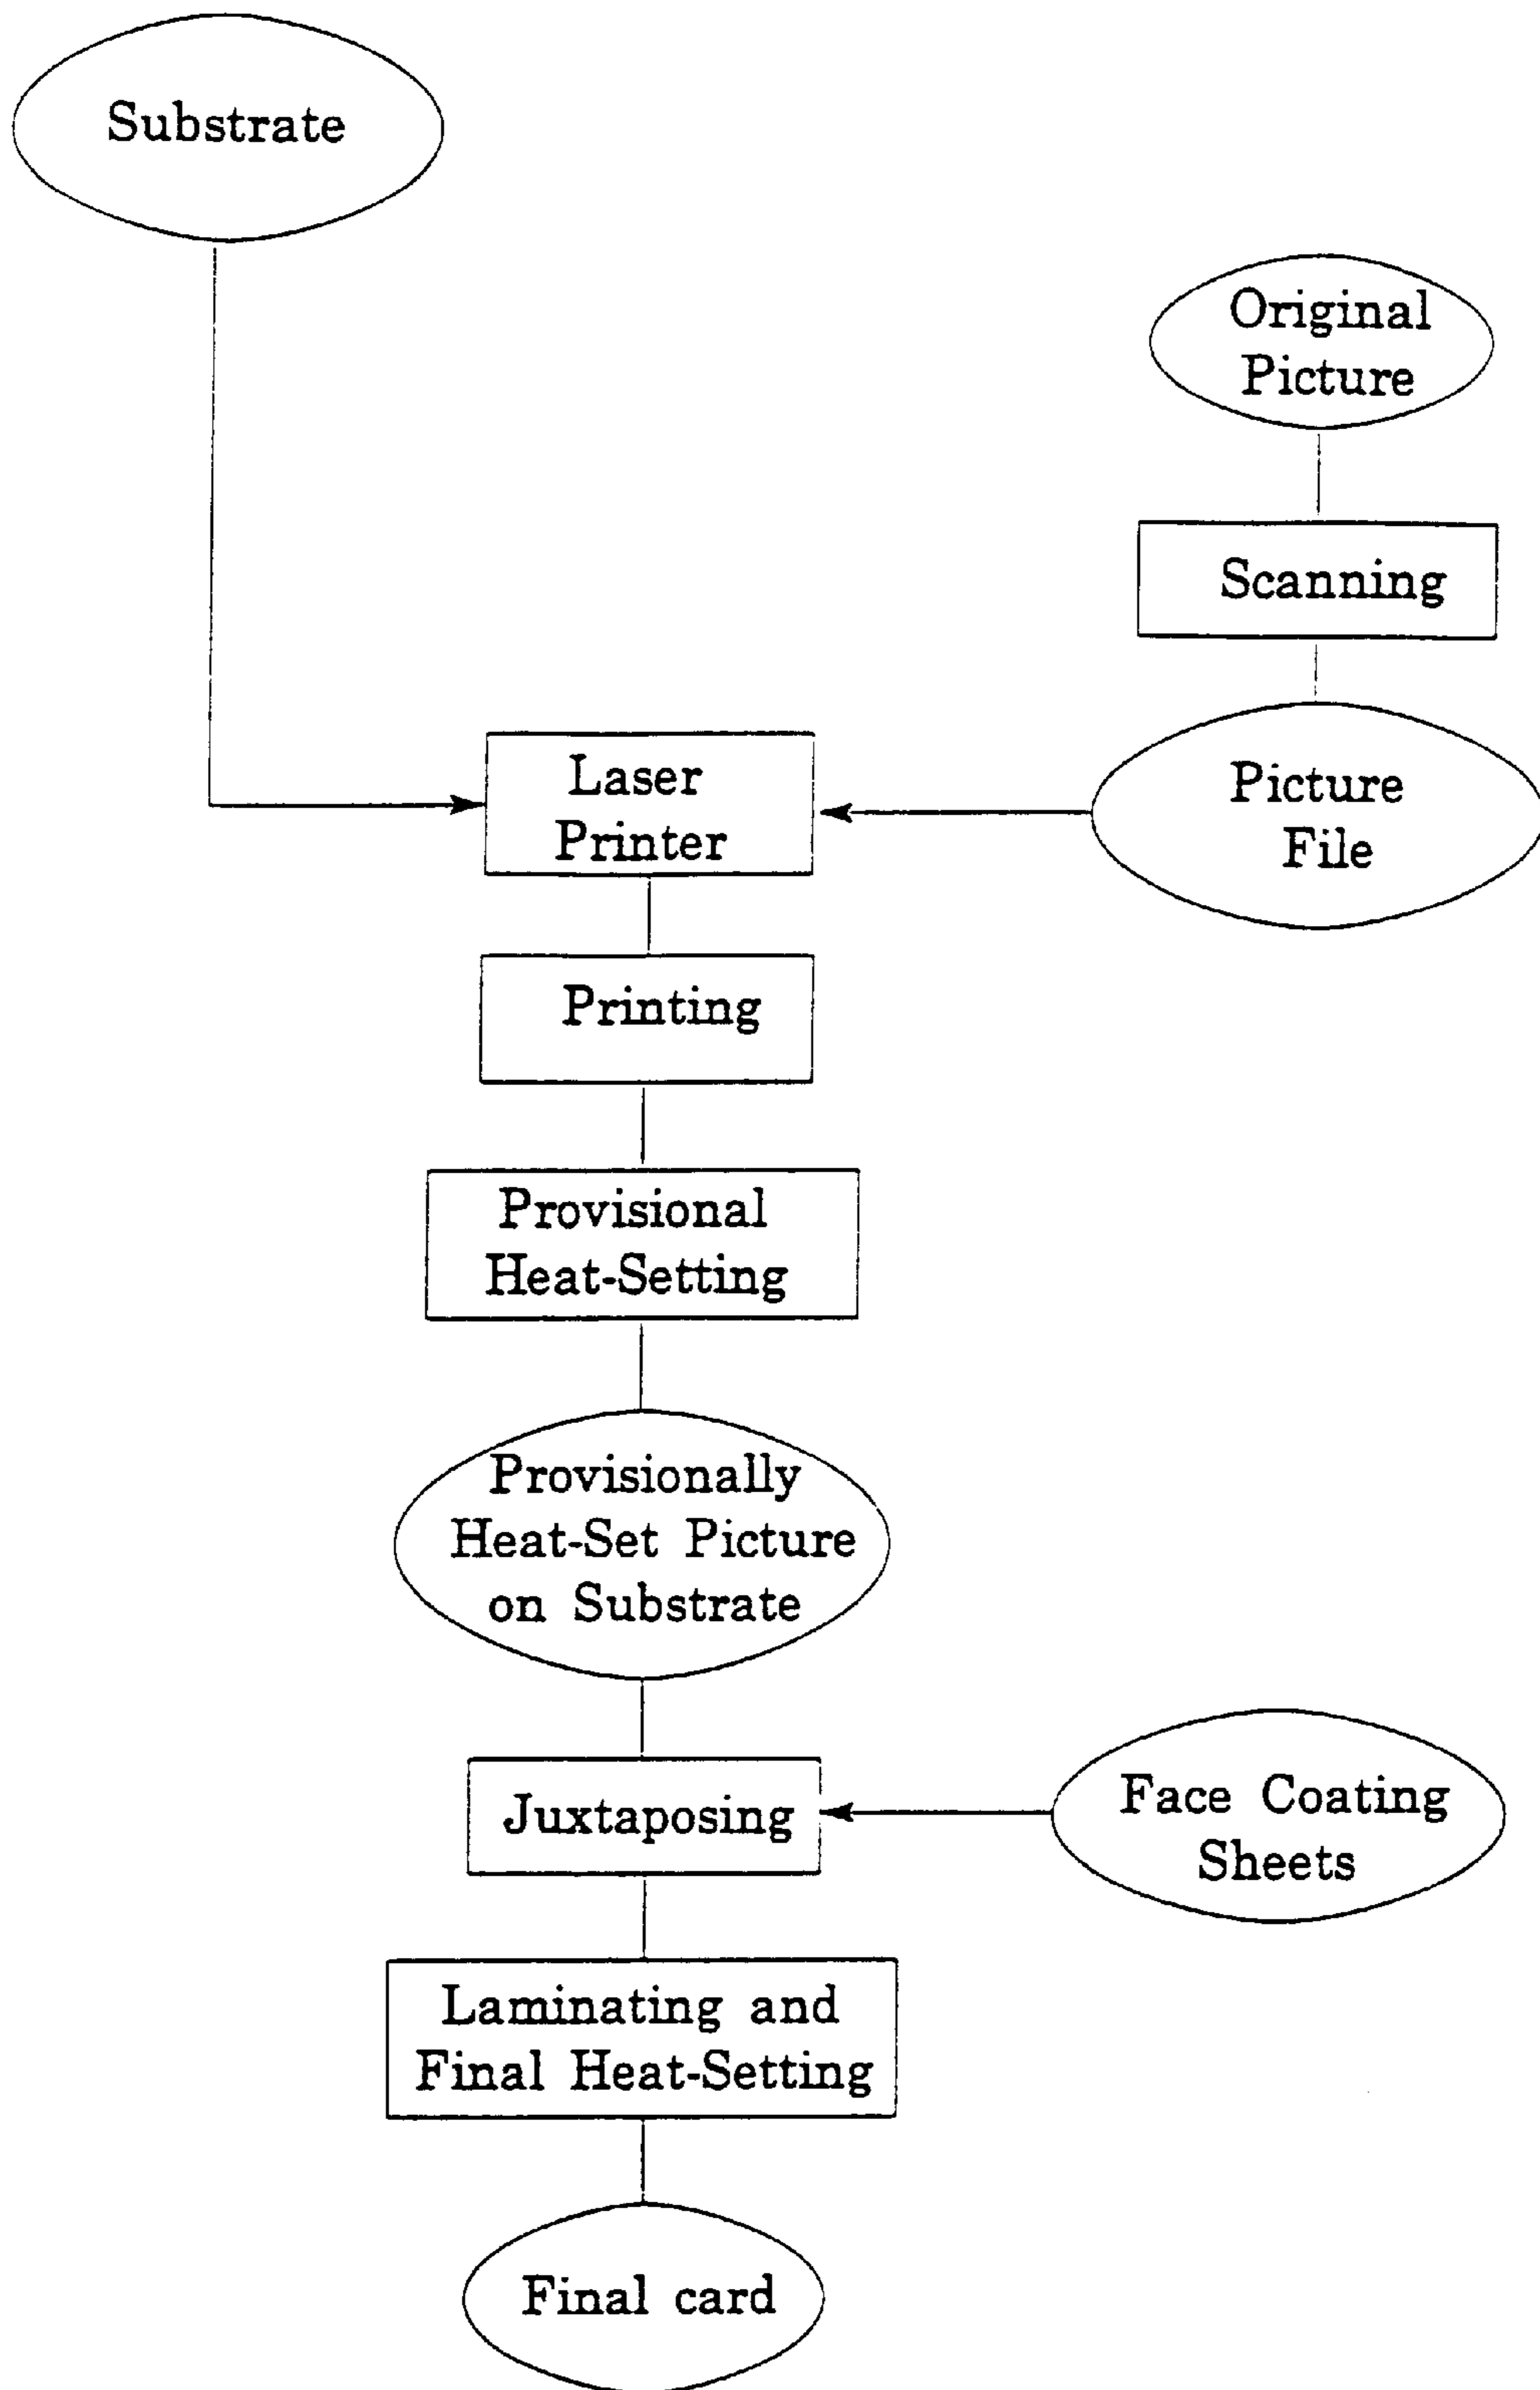 Substrate
Original
Picture
Scanning
Laser
Printer
Picture
File
Printing
Provisional
Heat-Setting
Provisionally
Heat-Set Picture
on Substrate
Juxtaposing
Face Coating
Sheets
Laminating and
Final Heat-Setting
Final card